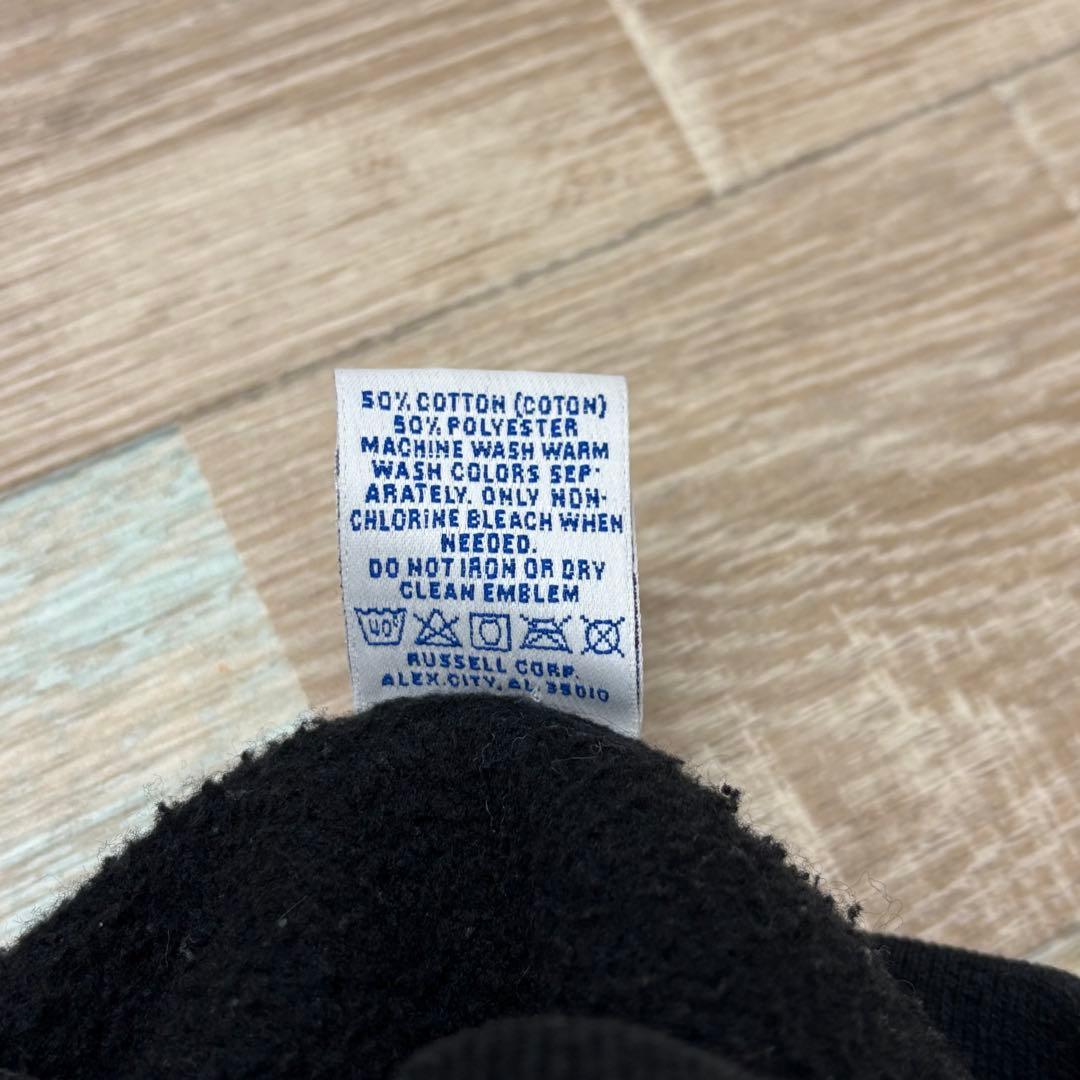 50% COTTON (COTON)
50% POLYESTER
MACHINE WASH WARM
WASH COLORS SEP-
ARATELY. ONLY NON-
CHLORINE BLEACH WHEN
NEEDED.
DO NOT IRON OR DRY
CLEAN EMBLEM
40°
RUSSELL CORP.
ALEX. CITY, AL 35010